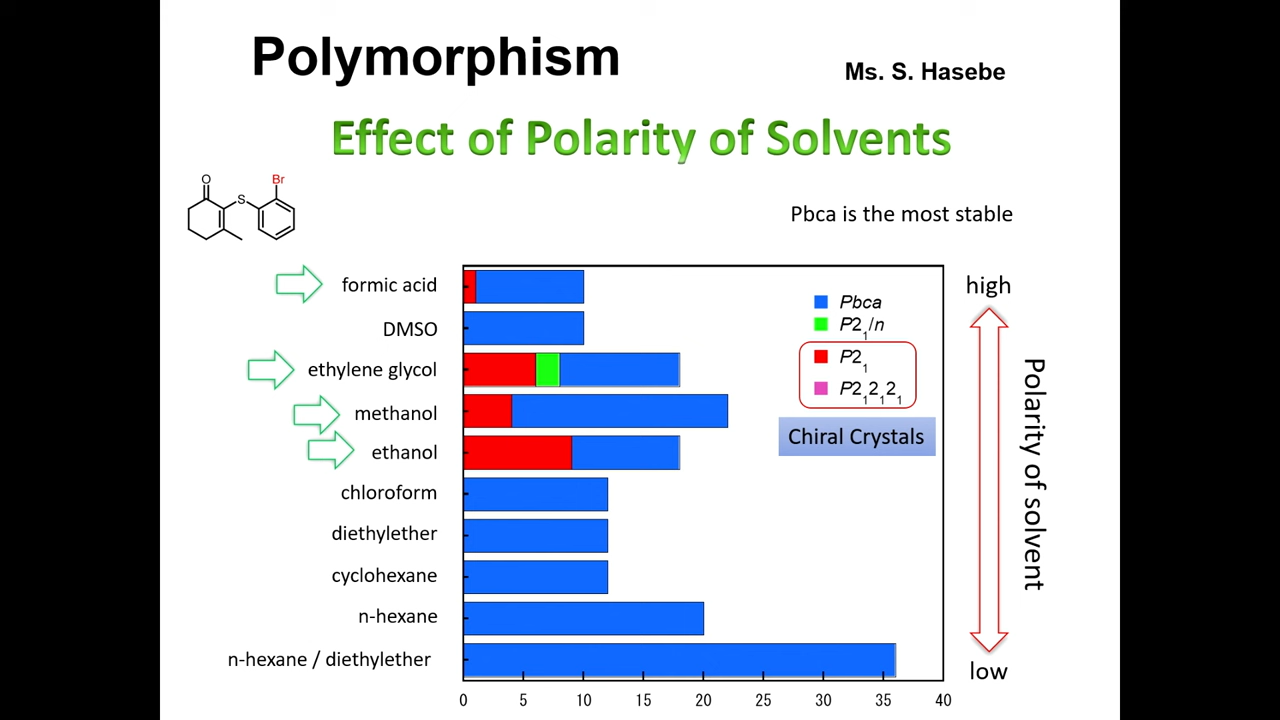 Polymorphism
Ms. S. Hasebe
Effect of Polarity of Solvents
O
Br
S
Pbca is the most stable
formic acid
DMSO
ethylene glycol
methanol
ethanol
chloroform
diethylether
cyclohexane
n-hexane
n-hexane / diethylether
0 5 10 15 20 25 30 35 40
Pbca
P2₁/n
P2₁
P2₁2₁2₁
Chiral Crystals
high
Polarity of solvent
low